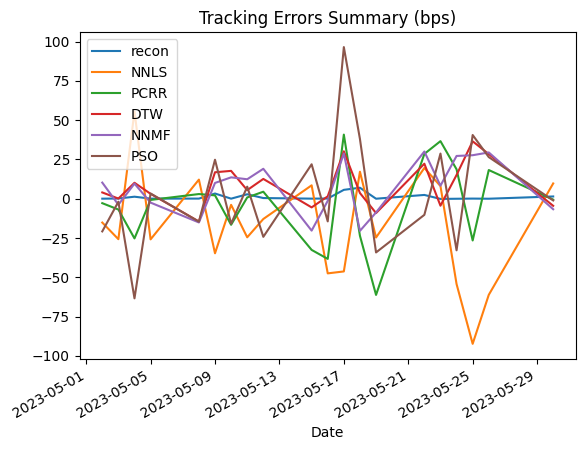 Tracking Errors Summary (bps)
100
75
50
25
0
−25
−50
−75
−100
recon
NNLS
PCRR
DTW
NNMF
PSO
2023-05-01
2023-05-05
2023-05-09
2023-05-13
2023-05-17
2023-05-21
2023-05-25
2023-05-29
Date